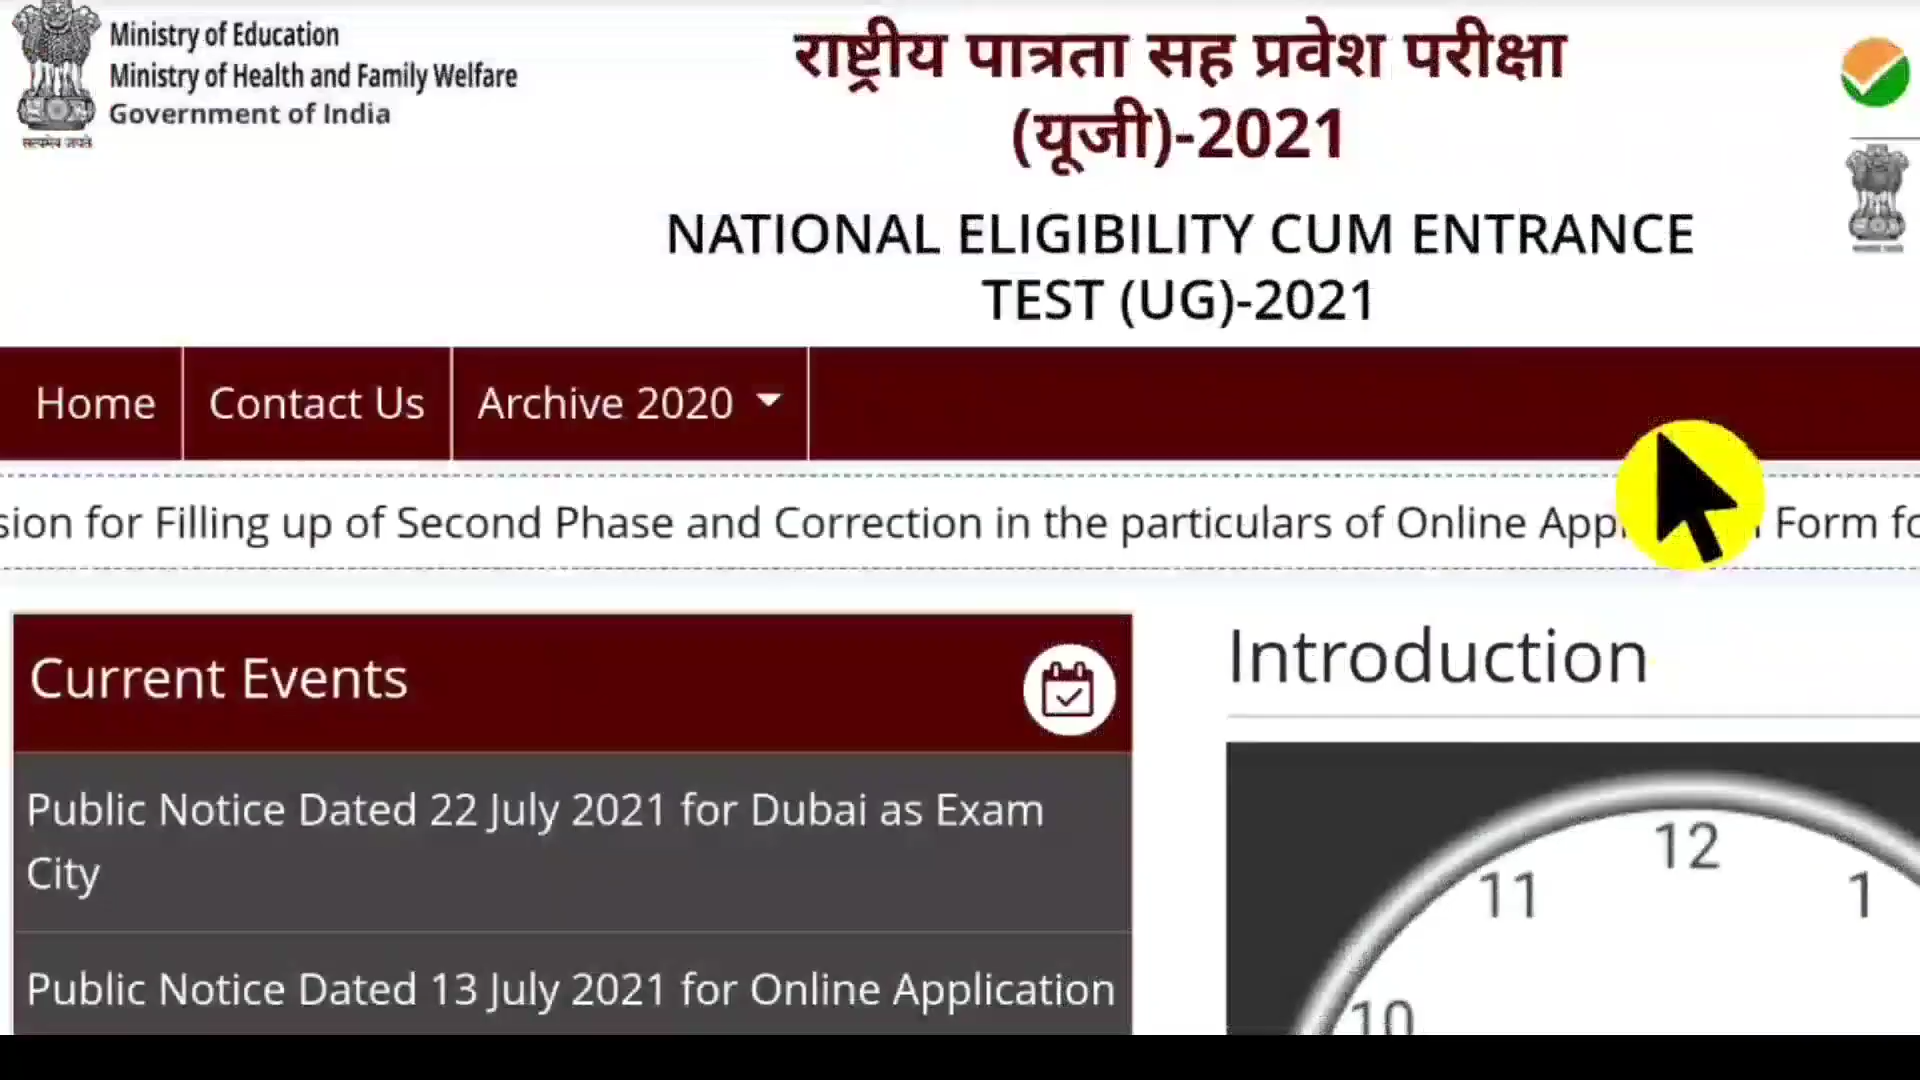 Ministry of Education
Ministry of Health and Family Welfare
Government of India
सत्यमेव जयते
राष्ट्रीय पात्रता सह प्रवेश परीक्षा
(यूजी)-2021
NATIONAL ELIGIBILITY CUM ENTRANCE
TEST (UG)-2021
Home
Contact Us
Archive 2020
sion for Filling up of Second Phase and Correction in the particulars of Online App Form fo
Current Events
Public Notice Dated 22 July 2021 for Dubai as Exam
City
Public Notice Dated 13 July 2021 for Online Application
Introduction
12
11
1
10